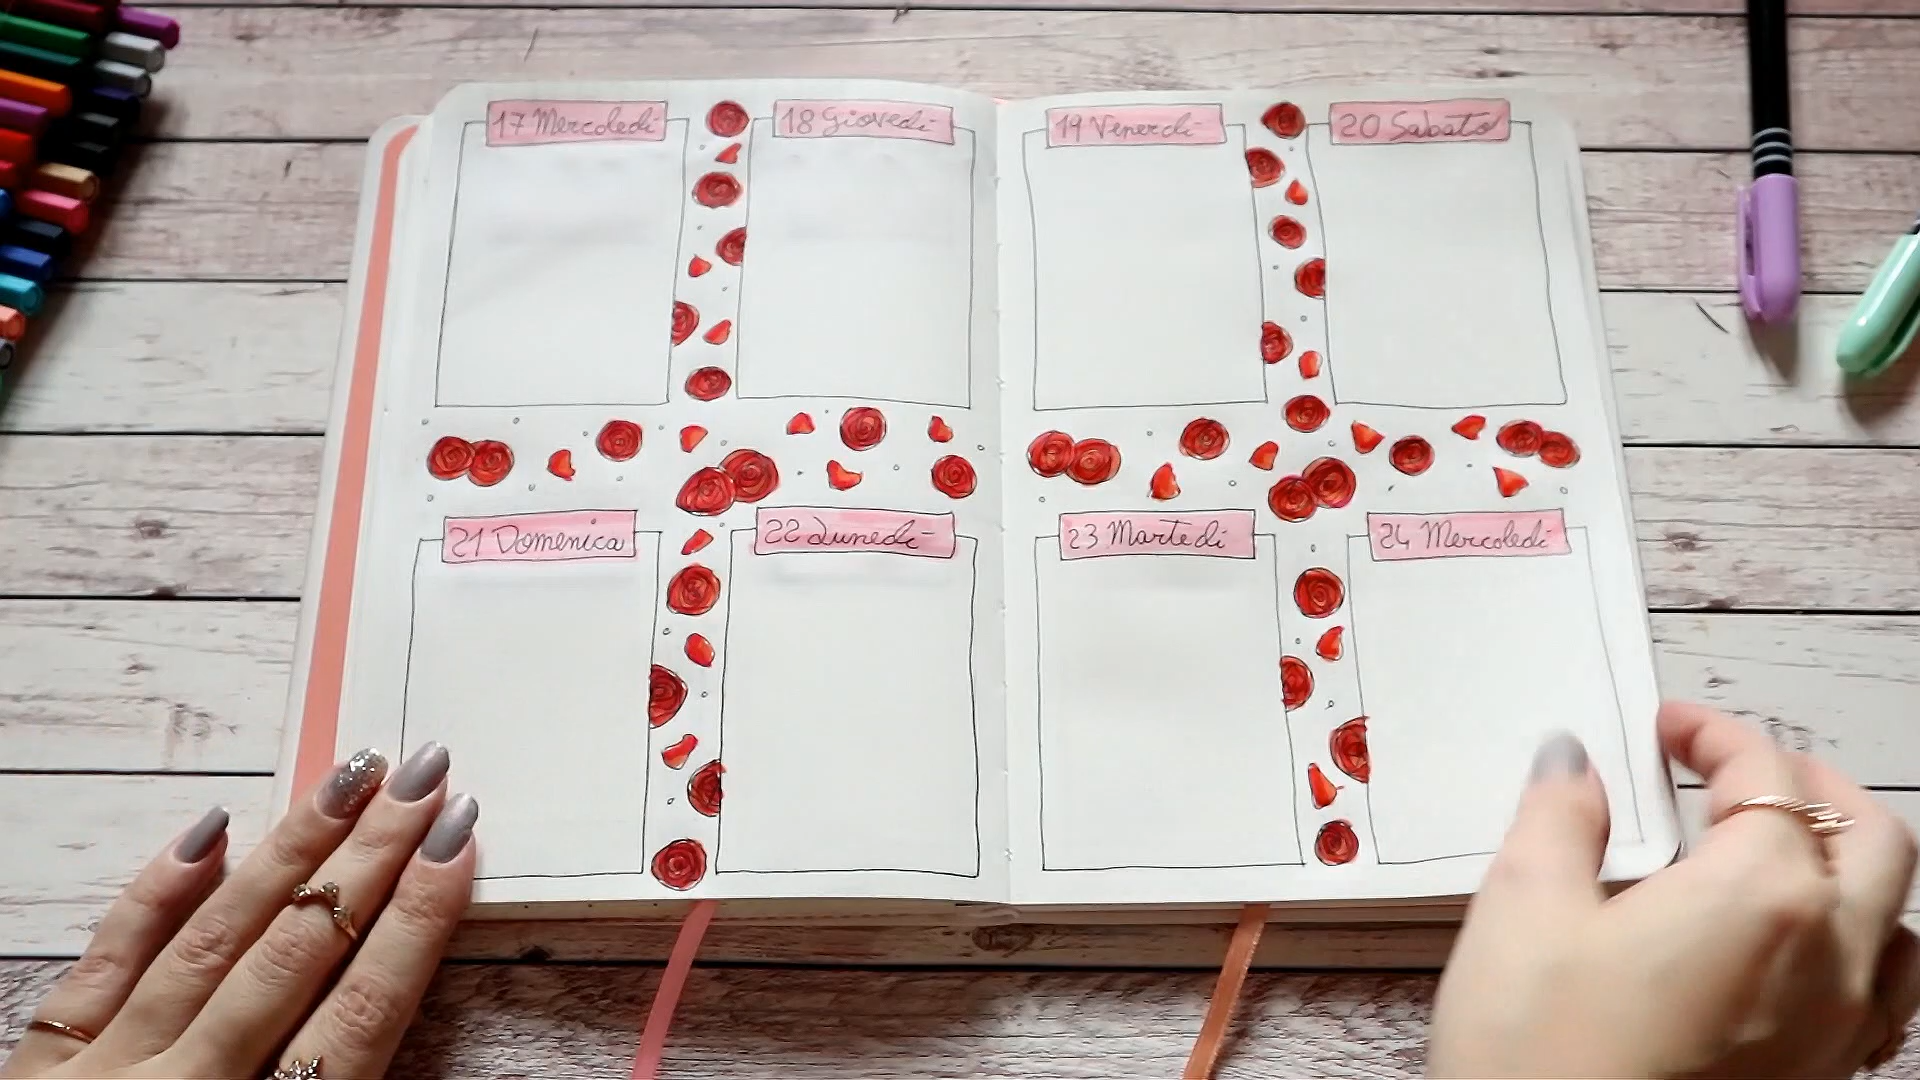 17 Mercoledì
18 Giovedì
19 Venerdì
20 Sabato
21 Domenica
22 Lunedì
23 Martedì
24 Mercoledì